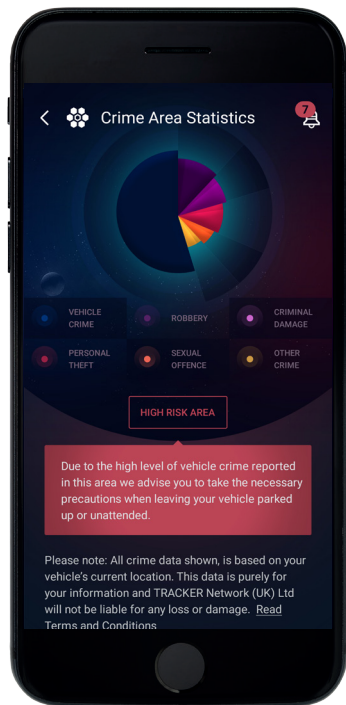 Crime Area Statistics
7
VEHICLE
CRIME
ROBBERY
CRIMINAL
DAMAGE
PERSONAL
THEFT
SEXUAL
OFFENCE
OTHER
CRIME
HIGH RISK AREA
Due to the high level of vehicle crime reported
in this area we advise you to take the necessary
precautions when leaving your vehicle parked
up or unattended.
Please note: All crime data shown, is based on your
vehicle's current location. This data is purely for
your information and TRACKER Network (UK) Ltd
will not be liable for any loss or damage. Read
Terms and Conditions